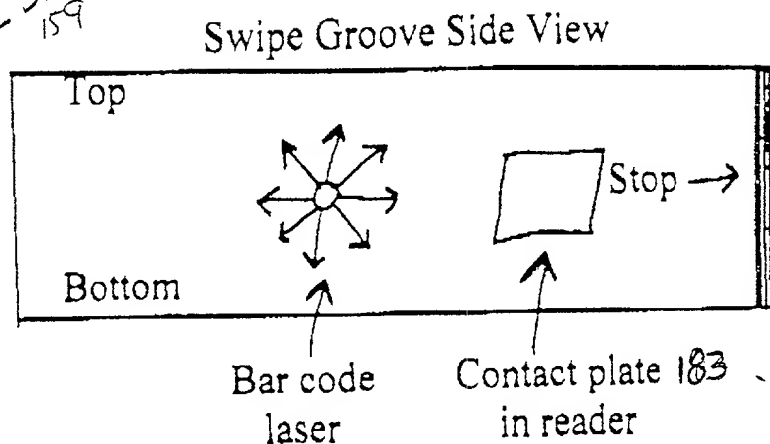 159
Swipe Groove Side View
Top
Stop
Bottom
Bar code
laser
Contact plate 183
in reader